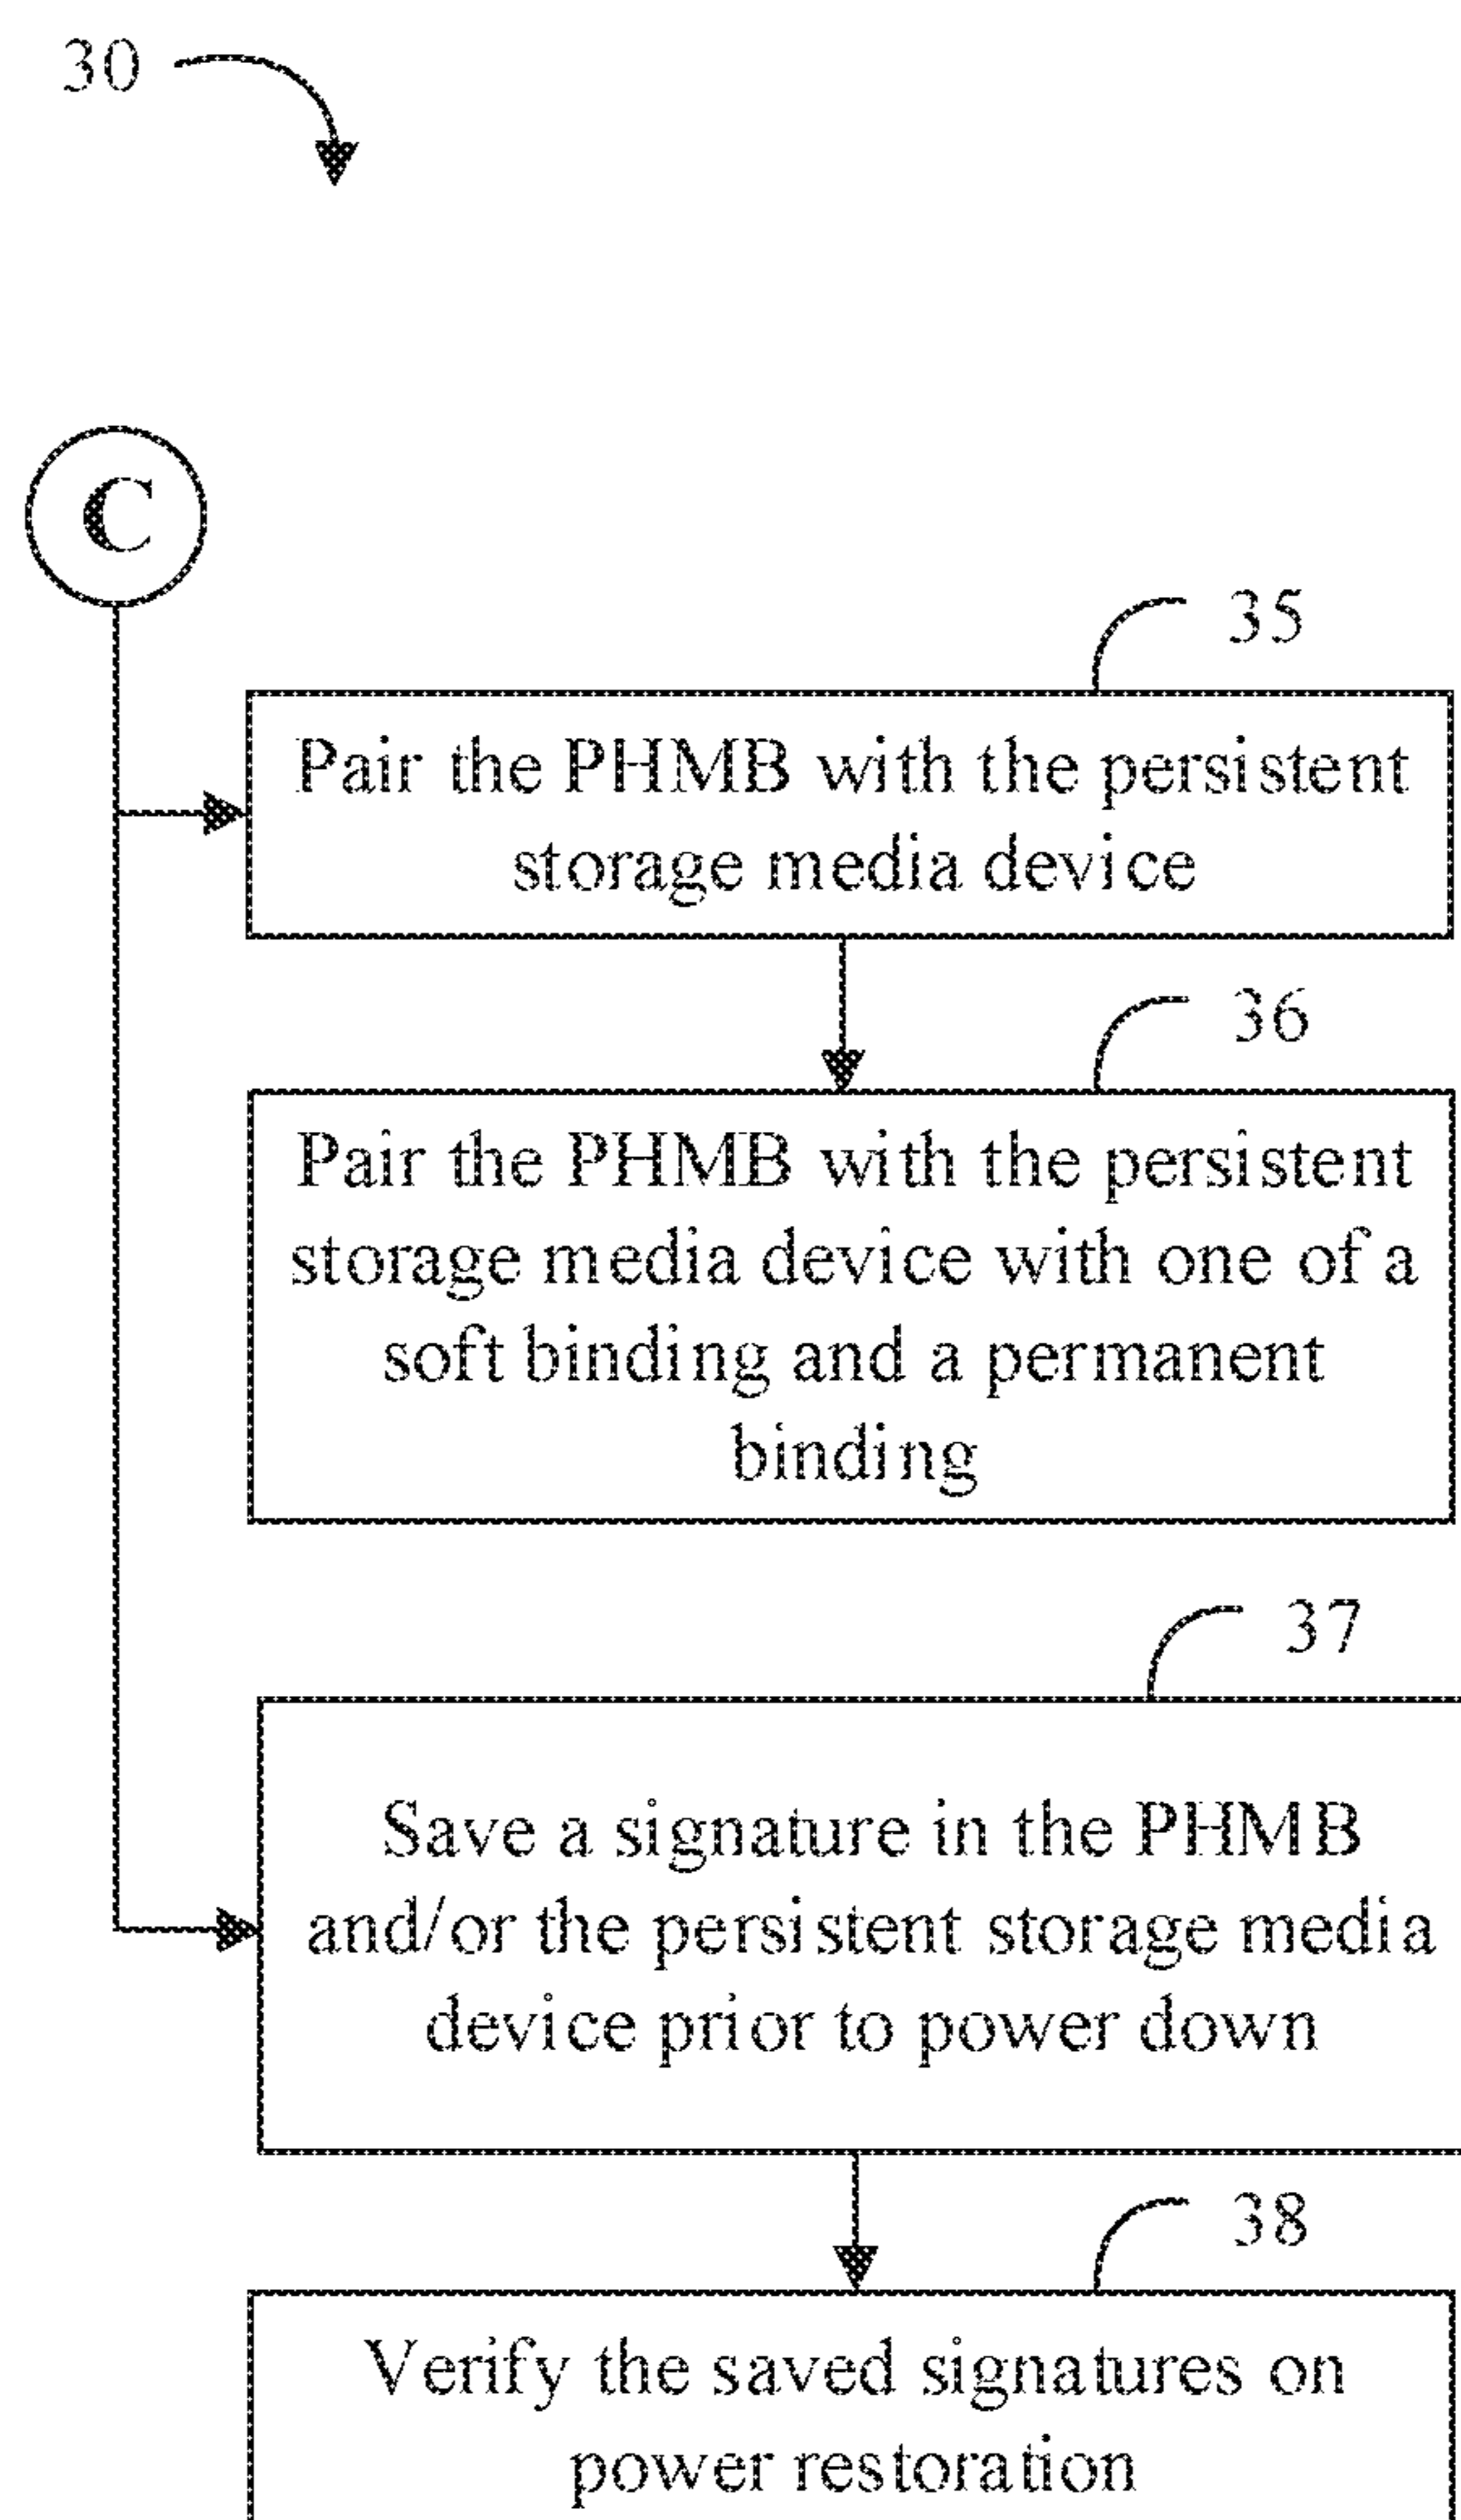 30
C
35
Pair the PHMB with the persistent
storage media device
36
Pair the PHMB with the persistent
storage media device with one of a
soft binding and a permanent
binding
37
Save a signature in the PHMB
and/or the persistent storage media
device prior to power down
38
Verify the saved signatures on
power restoration